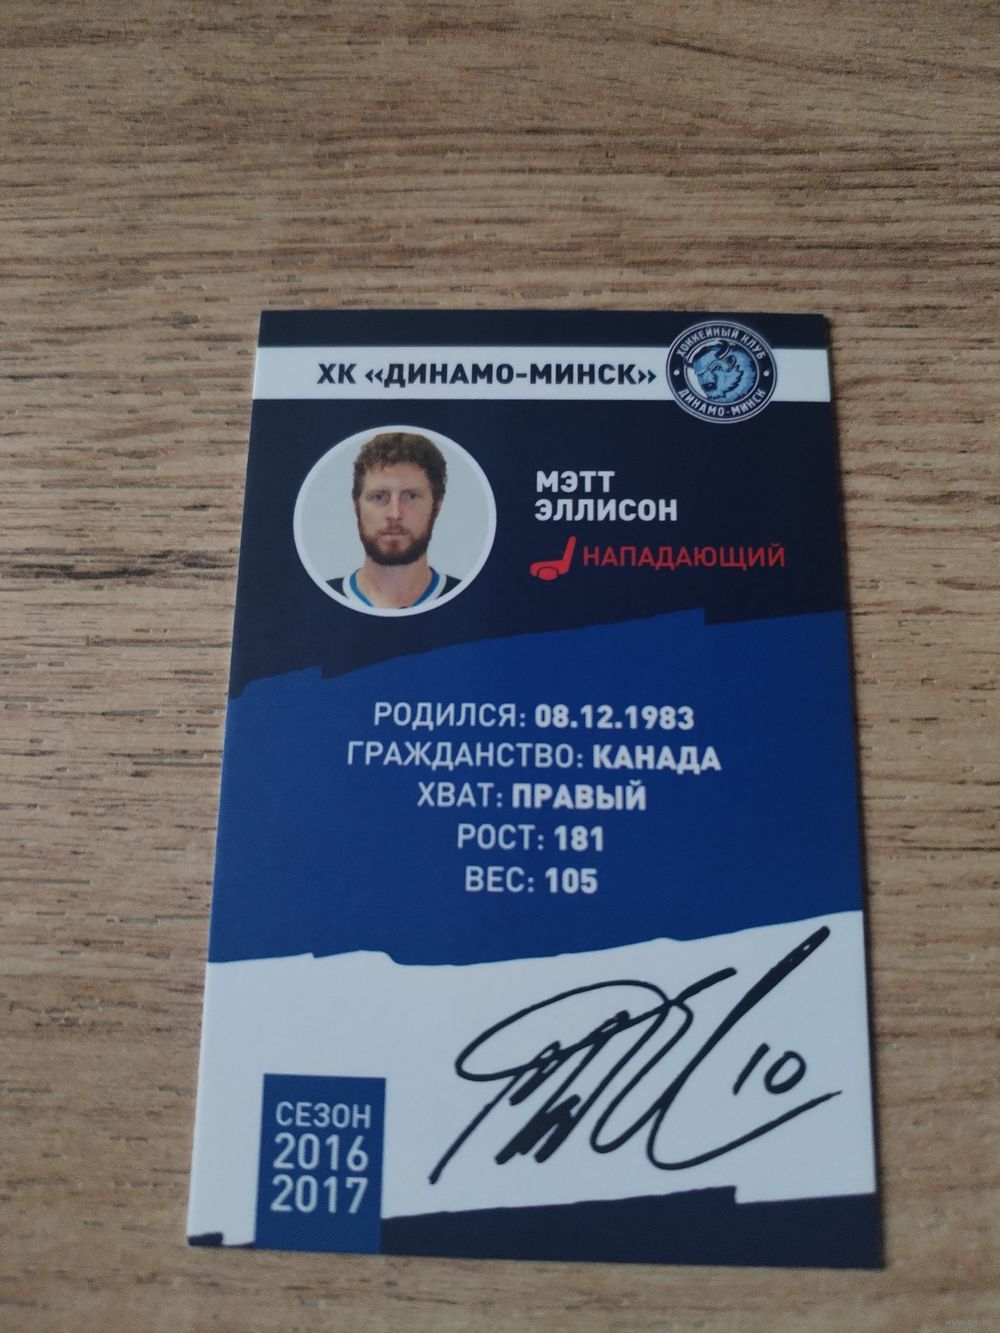 ХК «ДИНАМО-МИНСК»
ХОККЕЙНЫЙ КЛУБ
ДИНАМО-МИНСК
МЭТТ
ЭЛЛИСОН
НАПАДАЮЩИЙ
РОДИЛСЯ: 08.12.1983
ГРАЖДАНСТВО: КАНАДА
ХВАТ: ПРАВЫЙ
РОСТ: 181
ВЕС: 105
10
СЕЗОН
2016
2017